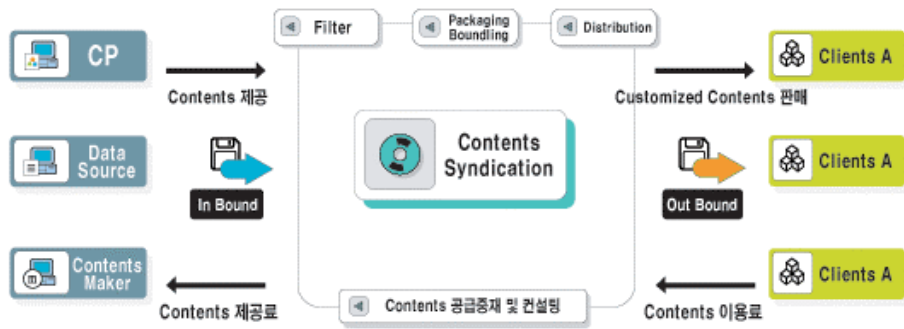 Filter
Packaging
Boundling
Distribution
CP
Contents 제공
Customized Contents 판매
Clients A
Data
Source
In Bound
Contents
Syndication
Out Bound
Clients A
Contents
Maker
Contents 제공료
Contents 공급중재 및 컨설팅
Contents 이용료
Clients A